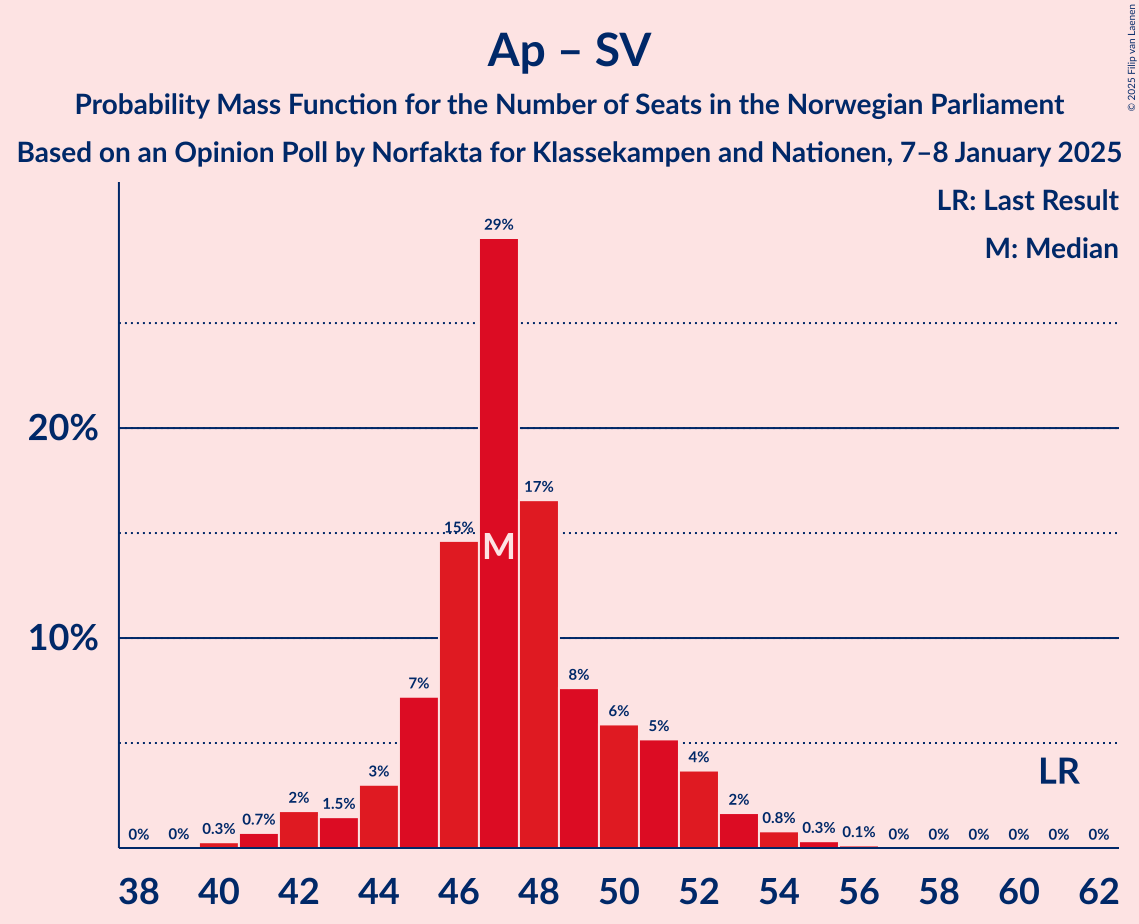 Ap – SV
Probability Mass Function for the Number of Seats in the Norwegian Parliament
Based on an Opinion Poll by Norfakta for Klassekampen and Nationen, 7–8 January 2025
© 2025 Filip van Laenen
LR: Last Result
M: Median
20%
10%
0% 0% 0.3% 0.7% 2% 1.5% 3% 7% 15% 29% 17% 8% 6% 5% 4% 2% 0.8% 0.3% 0.1% 0% 0% 0% 0% 0% 0%
M
LR
38 40 42 44 46 48 50 52 54 56 58 60 62